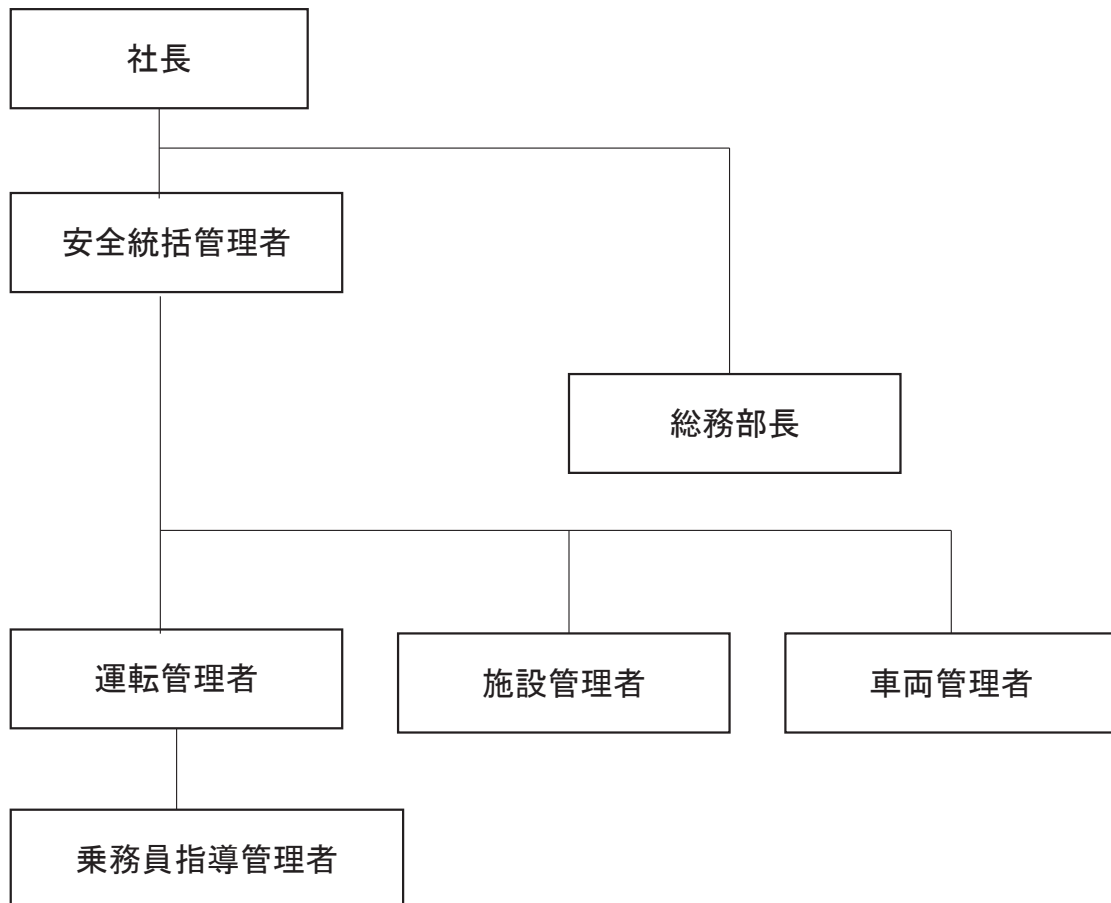 社長
安全統括管理者
総務部長
運転管理者
施設管理者
車両管理者
乗務員指導管理者